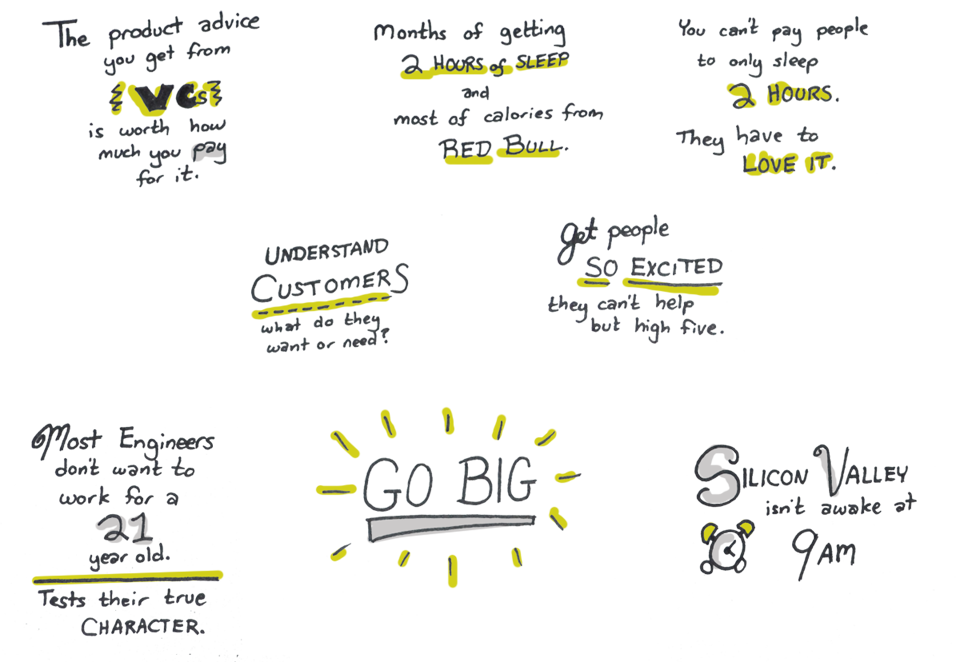 The product advice
you get from
VCs
is worth how
much you pay
for it.
Months of getting
2 HOURS of SLEEP
and
most of calories from
RED BULL.
You can't pay people
to only sleep
2 HOURS.
They have to
LOVE IT.
UNDERSTAND
CUSTOMERS
what do they
want or need?
get people
SO EXCITED
they can't help
but high five.
Most Engineers
don't want to
work for a
21
year old.
Tests their true
CHARACTER.
GO BIG
SILICON VALLEY
isn't awake at
9AM